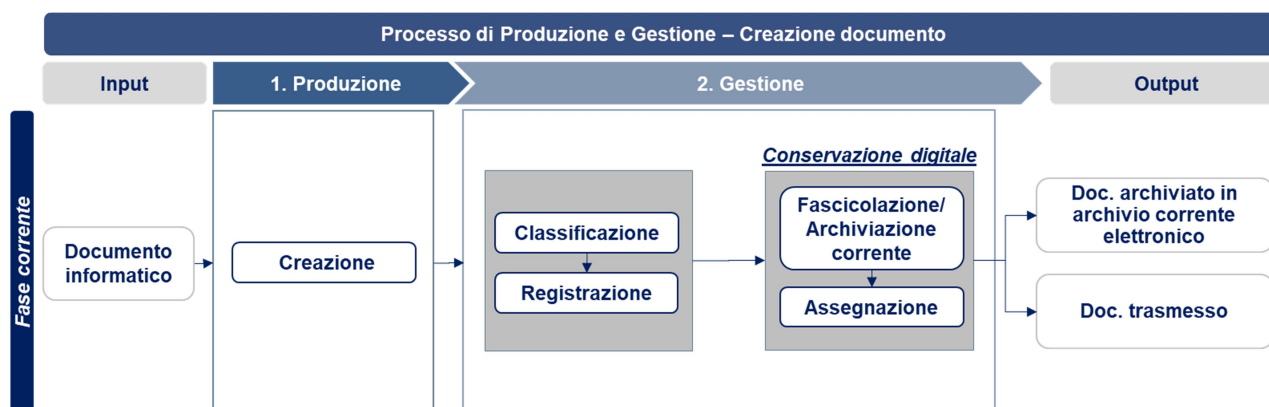 Processo di Produzione e Gestione – Creazione documento
Input
1. Produzione
2. Gestione
Output
Fase corrente
Documento
informatico
Creazione
Classificazione
Registrazione
Conservazione digitale
Fascicolazione/
Archiviazione
corrente
Assegnazione
Doc. archiviato in
archivio corrente
elettronico
Doc. trasmesso